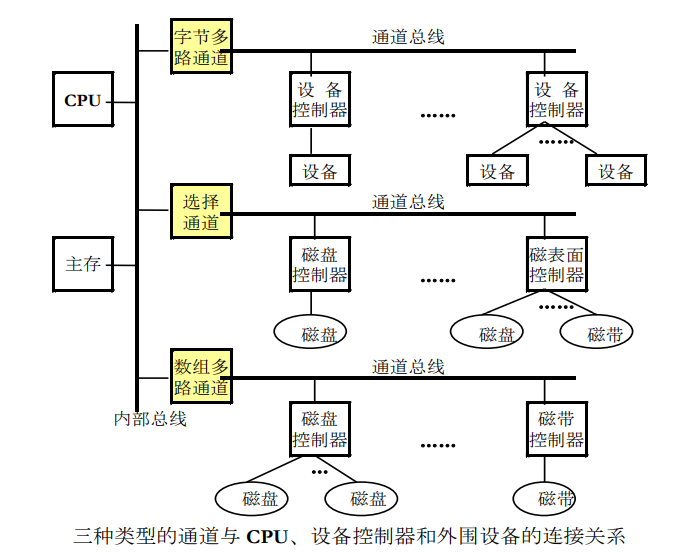 字节多
路通道
通道总线
CPU
设 备
控制器
……
设 备
控制器
……
设备
设备
设备
选择
通道
通道总线
主存
磁盘
控制器
……
磁表面
控制器
……
磁盘
磁盘
磁带
数组多
路通道
通道总线
内部总线
磁盘
控制器
……
磁带
控制器
…
磁盘
磁盘
磁带
三种类型的通道与 CPU、设备控制器和外围设备的连接关系